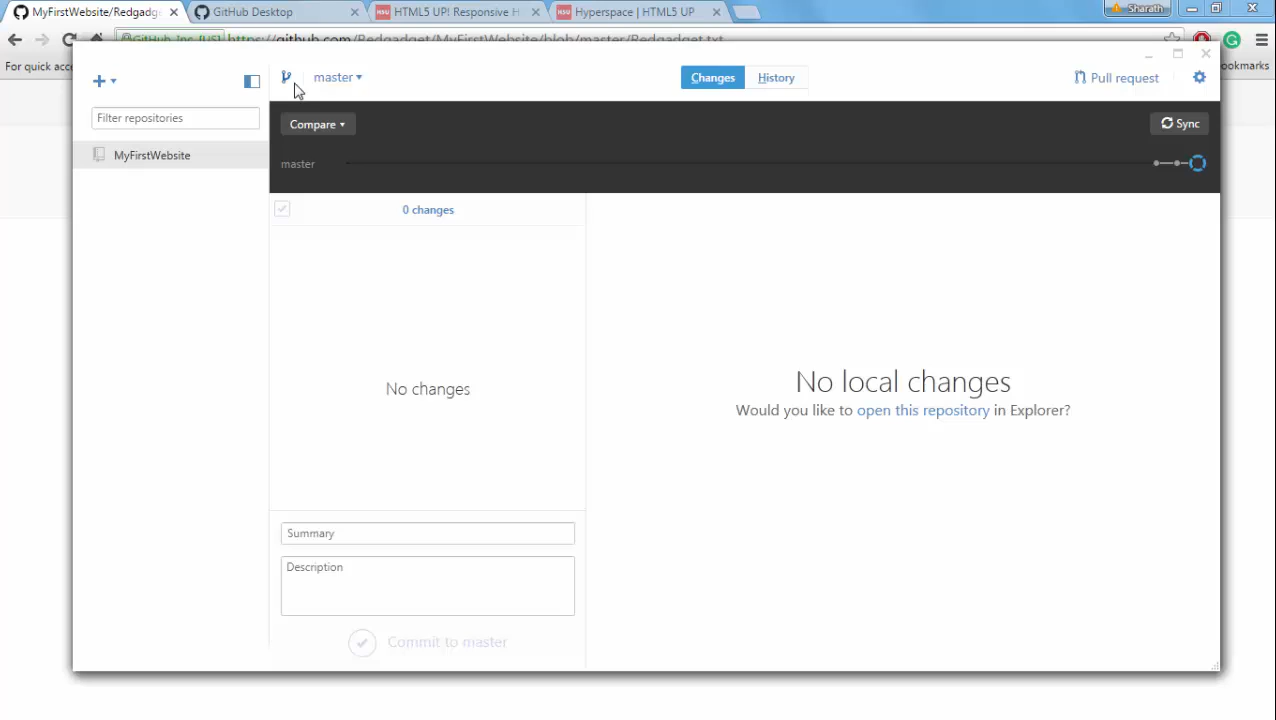 MyFirstWebsite/Redgadg
GitHub Desktop
HTML5 UP! Responsive H
Hyperspace | HTML5 UP
Sharath
GitHub, Inc. [US]
https://github.com/Redgadget/MyFirstWebsite/blob/master/Redgadget.txt
For quick acce
ookmarks
master
Changes
History
Pull request
Filter repositories
MyFirstWebsite
Compare
Sync
master
0 changes
No changes
No local changes
Would you like to open this repository in Explorer?
Summary
Description
Commit to master